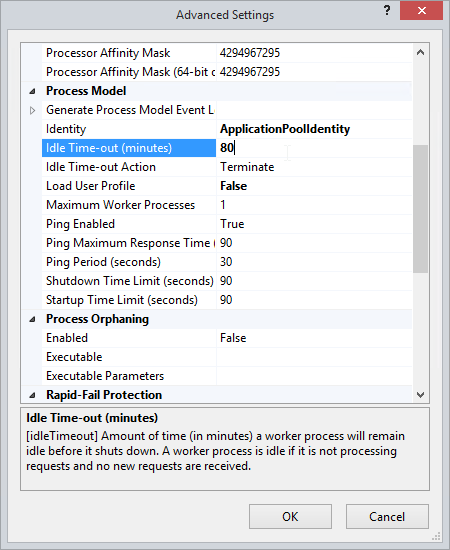 Advanced Settings
?
Processor Affinity Mask 4294967295
Processor Affinity Mask (64-bit c 4294967295
Process Model
Generate Process Model Event L
Identity ApplicationPoolIdentity
Idle Time-out (minutes) 80
Idle Time-out Action Terminate
Load User Profile False
Maximum Worker Processes 1
Ping Enabled True
Ping Maximum Response Time ( 90
Ping Period (seconds) 30
Shutdown Time Limit (seconds) 90
Startup Time Limit (seconds) 90
Process Orphaning
Enabled False
Executable
Executable Parameters
Rapid-Fail Protection
Idle Time-out (minutes)
[idleTimeout] Amount of time (in minutes) a worker process will remain
idle before it shuts down. A worker process is idle if it is not processing
requests and no new requests are received.
OK Cancel